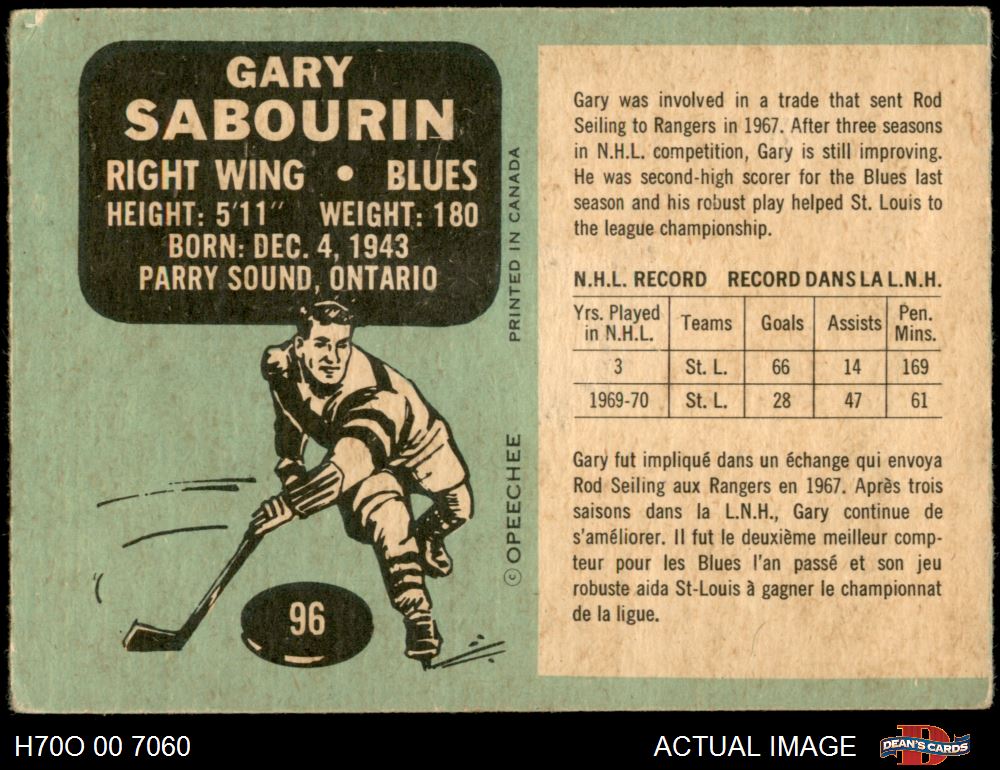 GARY
SABOURIN
RIGHT WING • BLUES
HEIGHT: 5'11" WEIGHT: 180
BORN: DEC. 4, 1943
PARRY SOUND, ONTARIO
PRINTED IN CANADA
© OPEECHEE
96
Gary was involved in a trade that sent Rod
Seiling to Rangers in 1967. After three seasons
in N.H.L. competition, Gary is still improving.
He was second-high scorer for the Blues last
season and his robust play helped St. Louis to
the league championship.
N.H.L. RECORD RECORD DANS LA L.N.H.
Yrs. Played in N.H.L. Teams Goals Assists Pen. Mins.
3 St. L. 66 14 169
1969-70 St. L. 28 47 61
Gary fut impliqué dans un échange qui envoya
Rod Seiling aux Rangers en 1967. Après trois
saisons dans la L.N.H., Gary continue de
s'améliorer. Il fut le deuxième meilleur comp-
teur pour les Blues l'an passé et son jeu
robuste aida St-Louis à gagner le championnat
de la ligue.
H70O 00 7060
ACTUAL IMAGE
DEAN'S CARDS